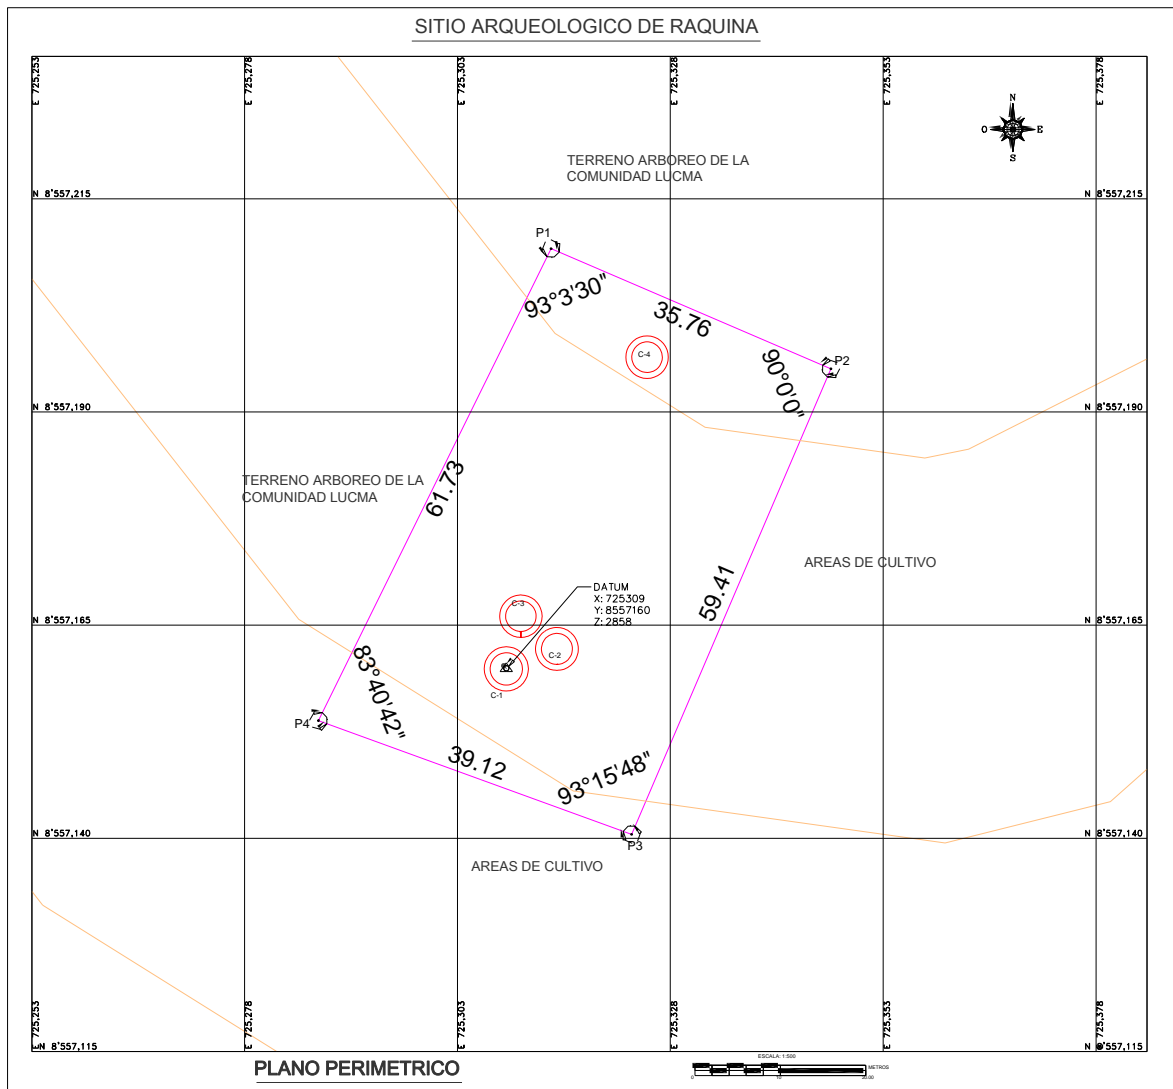 SITIO ARQUEOLOGICO DE RAQUINA
E 725,253
E 725,278
E 725,303
E 725,328
E 725,353
E 725,378
N
O
E
S
TERRENO ARBOREO DE LA
COMUNIDAD LUCMA
N 8'557,215
N 8'557,215
P1
93°3'30"
35.76
C-4
90°0'0"
P2
N 8'557,190
N 8'557,190
TERRENO ARBOREO DE LA
COMUNIDAD LUCMA
61.73
AREAS DE CULTIVO
59.41
DATUM
X: 725309
Y: 8557160
Z: 2858
C-3
C-2
C-1
N 8'557,165
N 8'557,165
83°40'42"
P4
39.12
93°15'48"
P3
N 8'557,140
N 8'557,140
AREAS DE CULTIVO
E 725,253
E 725,278
E 725,303
E 725,328
E 725,353
E 725,378
N 8'557,115
N 8'557,115
PLANO PERIMETRICO
ESCALA: 1:500
METROS
0
10
20.00